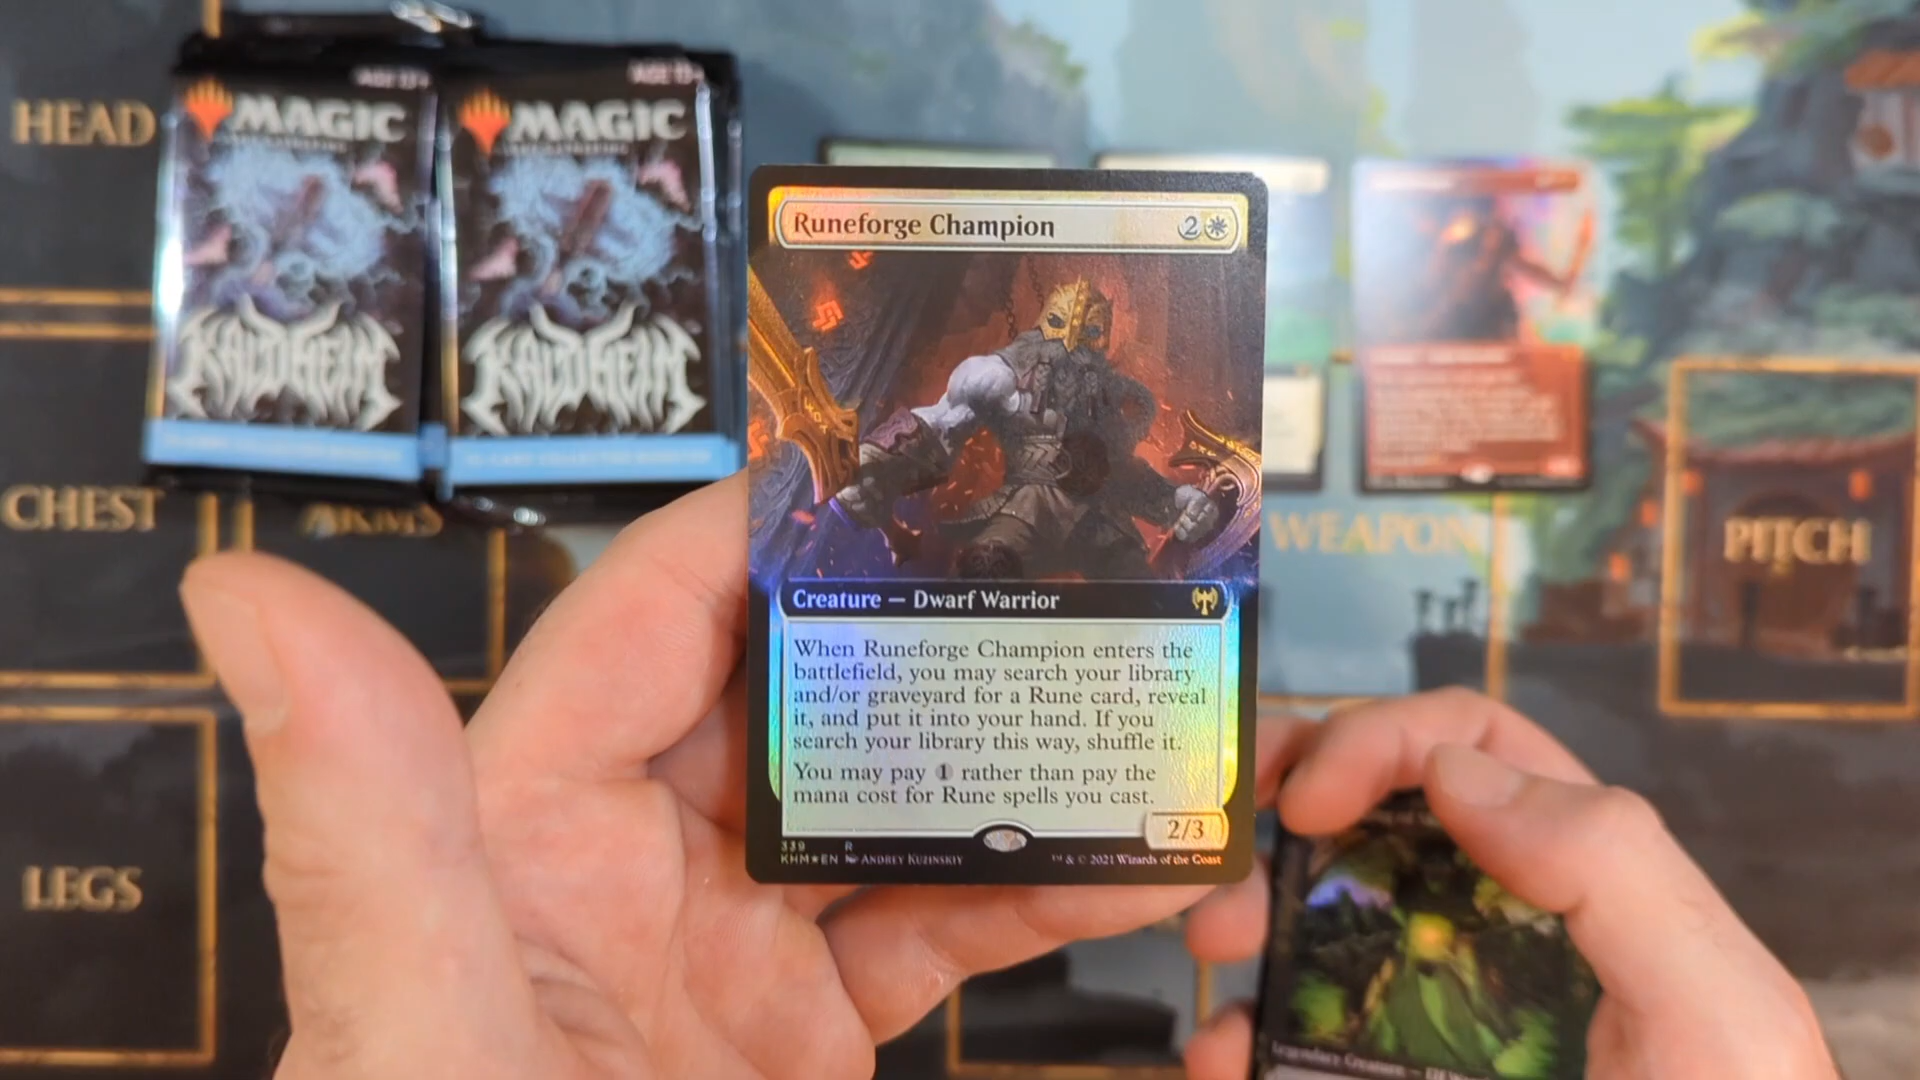 HEAD
MAGIC
KALDHEIM
MAGIC
KALDHEIM
CHEST
ARMS
LEGS
WEAPON
PITCH
Runeforge Champion 2
Creature — Dwarf Warrior
When Runeforge Champion enters the
battlefield, you may search your library
and/or graveyard for a Rune card, reveal
it, and put it into your hand. If you
search your library this way, shuffle it.
You may pay 1 rather than pay the
mana cost for Rune spells you cast.
2/3
339 R
KHM★EN ANDREY KUZINSKIY ™ & © 2021 Wizards of the Coast
Legendary Creature —